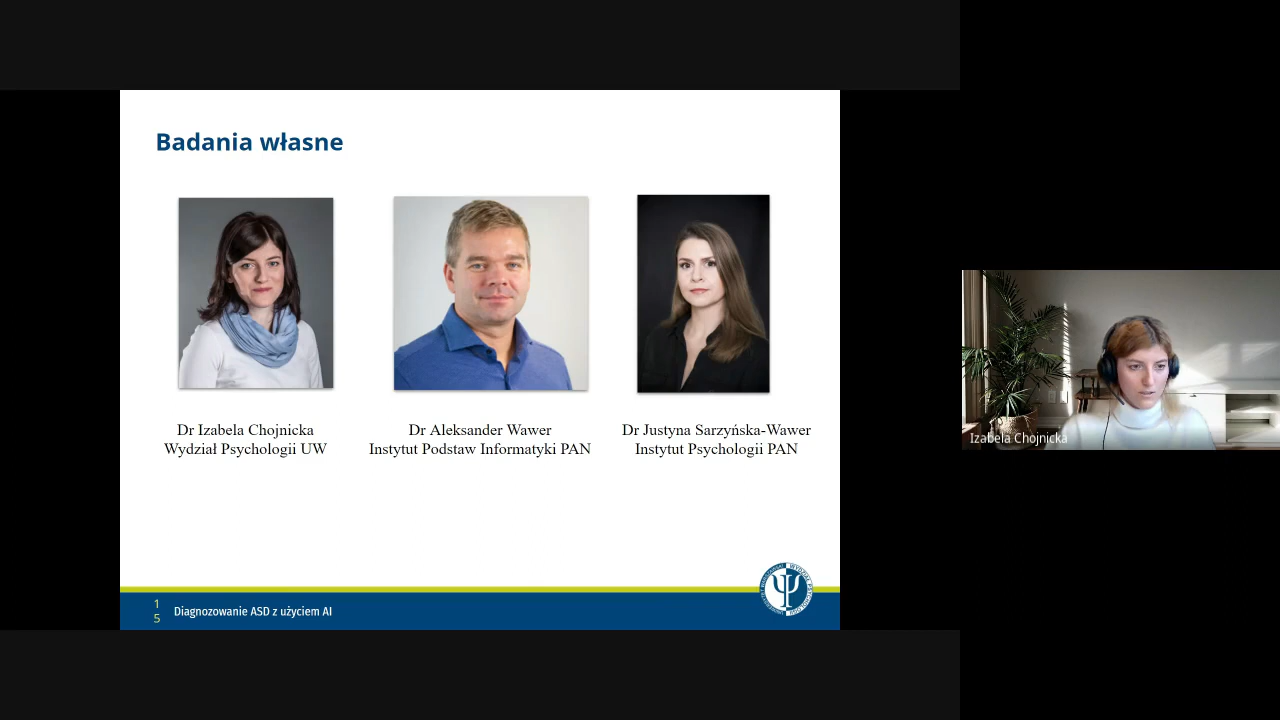 Badania własne
Dr Izabela Chojnicka
Wydział Psychologii UW
Dr Aleksander Wawer
Instytut Podstaw Informatyki PAN
Dr Justyna Sarzyńska-Wawer
Instytut Psychologii PAN
Izabela Chojnicka
1
5
Diagnozowanie ASD z użyciem AI